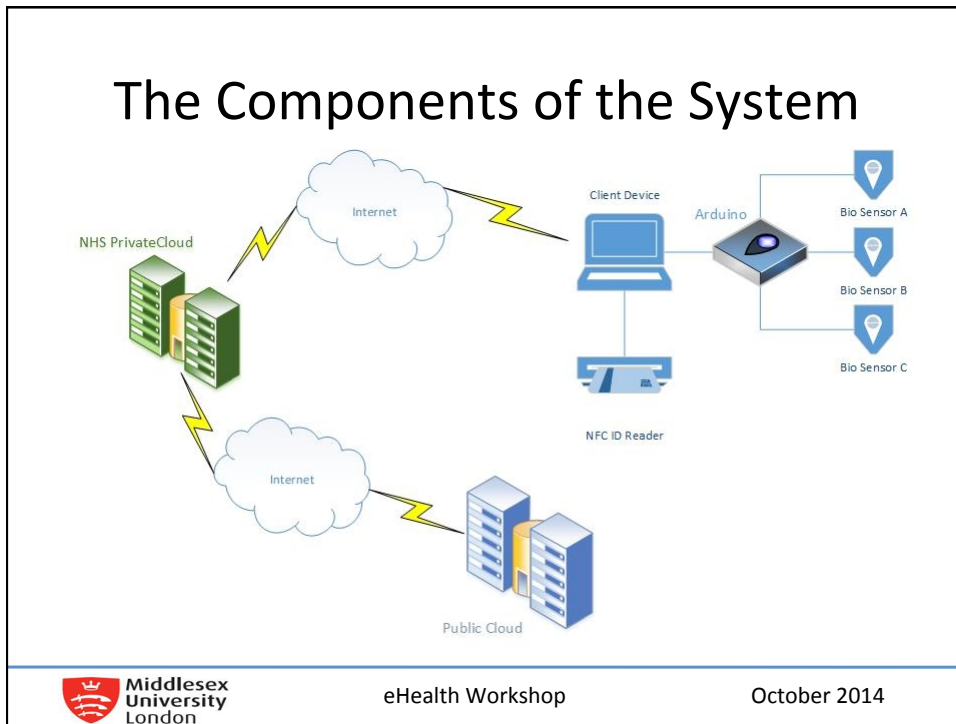 The Components of the System
Internet
Client Device
Arduino
Bio Sensor A
NHS PrivateCloud
Bio Sensor B
Bio Sensor C
NFC ID Reader
Internet
Public Cloud
Middlesex
University
London
eHealth Workshop
October 2014